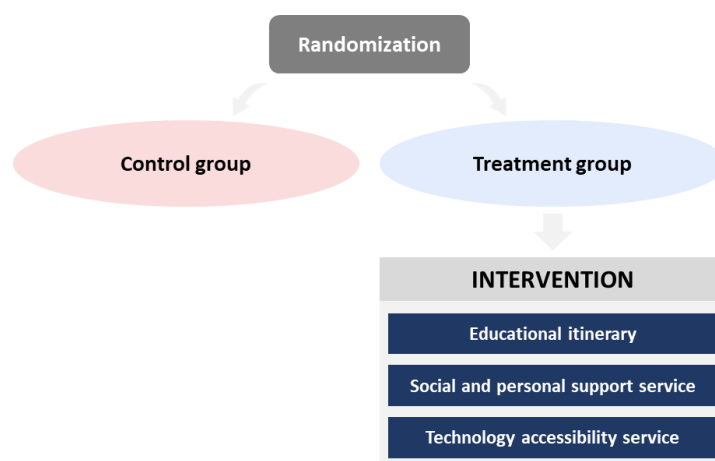 Randomization
Control group
Treatment group
INTERVENTION
Educational itinerary
Social and personal support service
Technology accessibility service